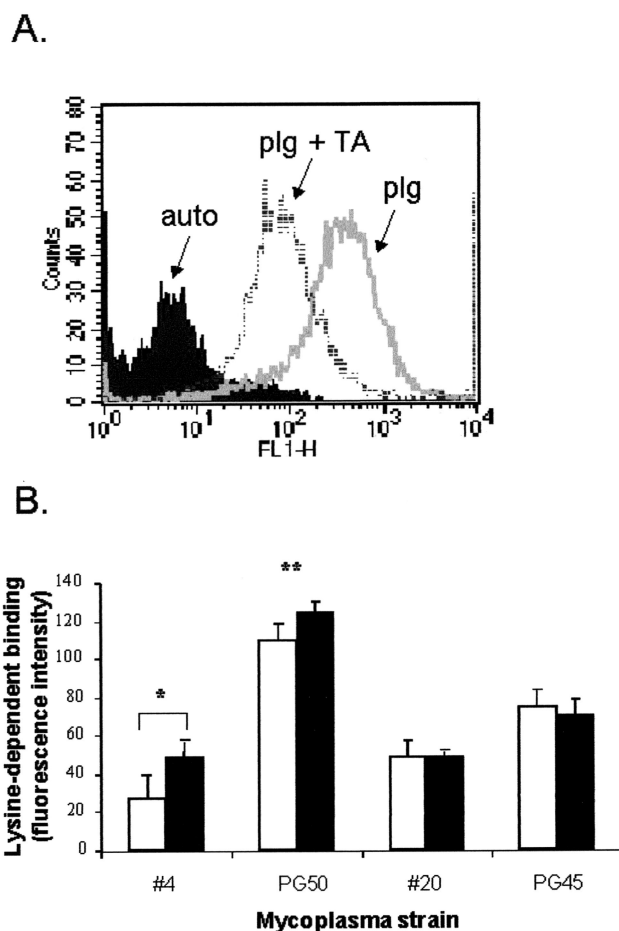 A.
80
70
60
50
40
30
20
10
0
Counts
auto
plg + TA
plg
10^0 10^1 10^2 10^3 10^4
FL1-H
B.
Lysine-dependent binding
(fluorescence intensity)
140
120
100
80
60
40
20
0
*
**
#4 PG50 #20 PG45
Mycoplasma strain